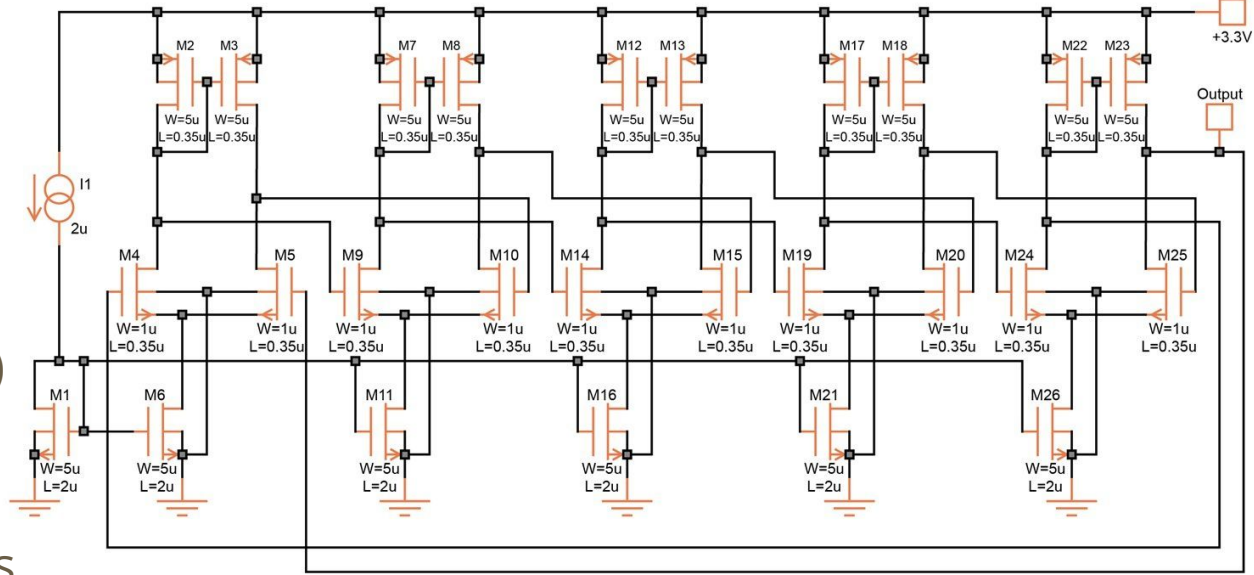 M2 M3 M7 M8 M12 M13 M17 M18 M22 M23
+3.3V
Output
W=5u W=5u W=5u W=5u W=5u W=5u W=5u W=5u W=5u W=5u
L=0.35u L=0.35u L=0.35u L=0.35u L=0.35u L=0.35u L=0.35u L=0.35u L=0.35u L=0.35u
I1
2u
M4 M5 M9 M10 M14 M15 M19 M20 M24 M25
W=1u W=1u W=1u W=1u W=1u W=1u W=1u W=1u W=1u W=1u
L=0.35u L=0.35u L=0.35u L=0.35u L=0.35u L=0.35u L=0.35u L=0.35u L=0.35u L=0.35u
)
M1 M6 M11 M16 M21 M26
W=5u W=5u W=5u W=5u W=5u W=5u
L=2u L=2u L=2u L=2u L=2u L=2u
s